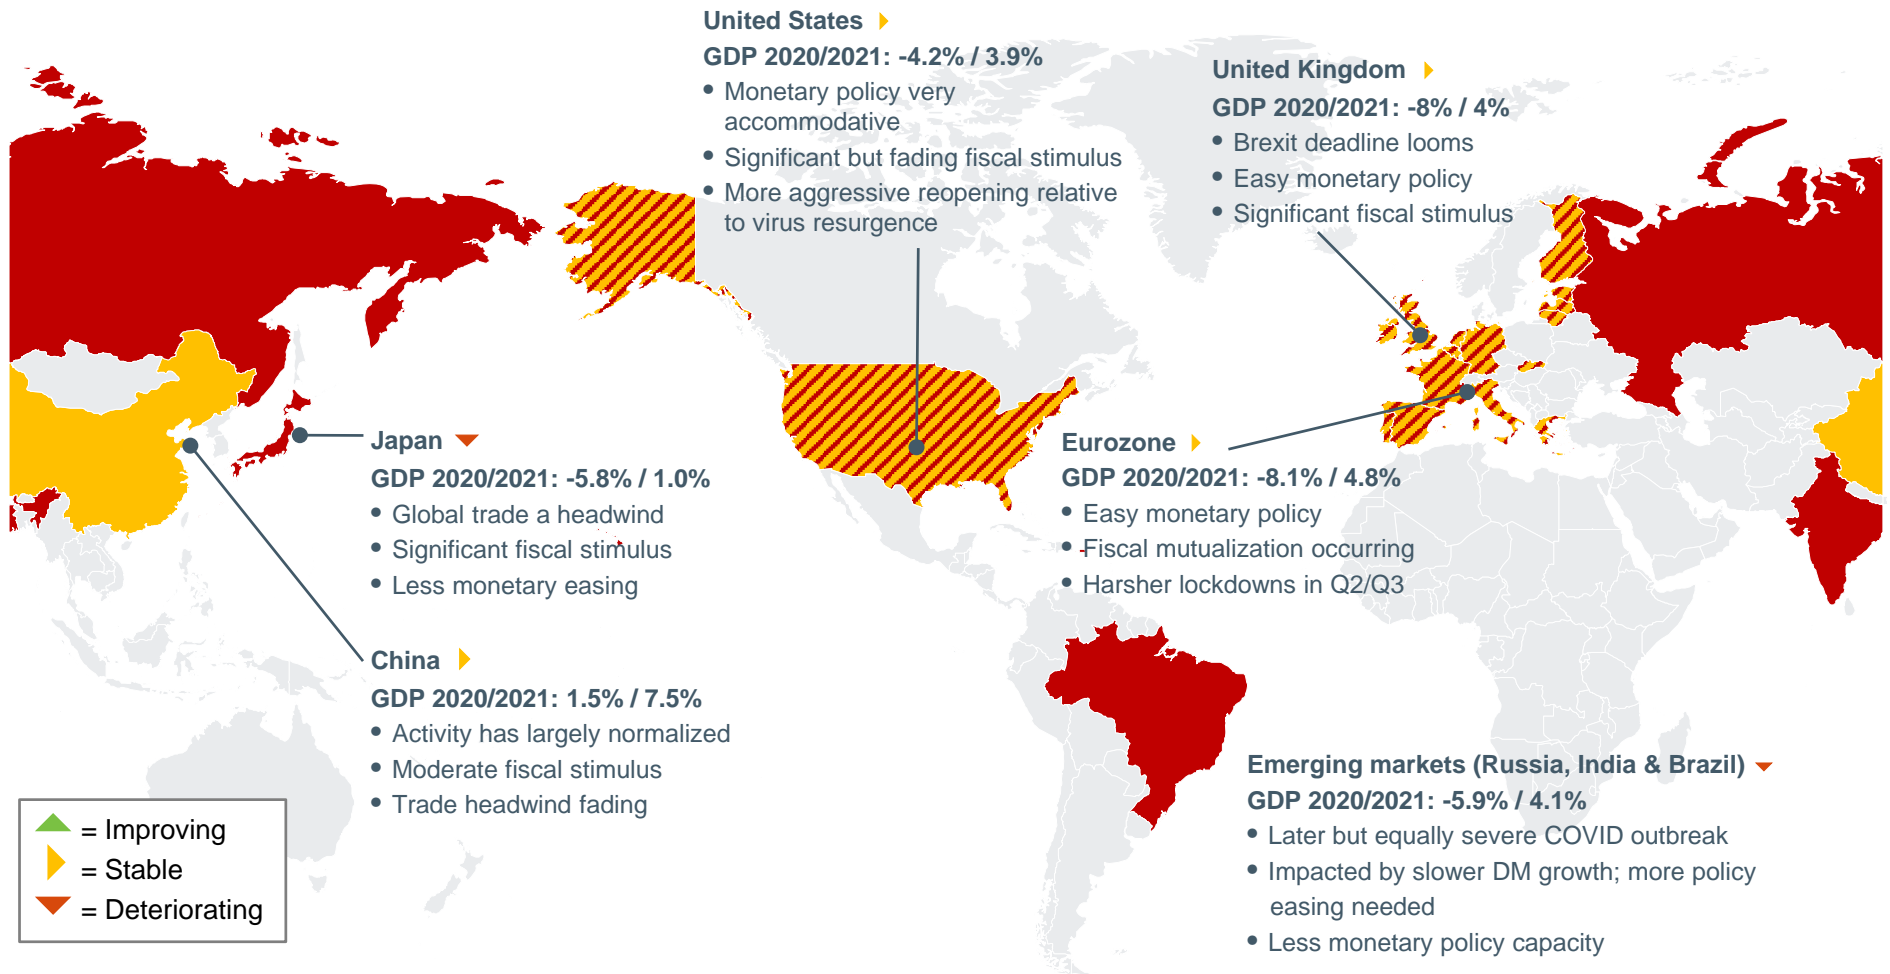 United States
GDP 2020/2021: -4.2% / 3.9%
• Monetary policy very
accommodative
• Significant but fading fiscal stimulus
• More aggressive reopening relative
to virus resurgence
United Kingdom
GDP 2020/2021: -8% / 4%
• Brexit deadline looms
• Easy monetary policy
• Significant fiscal stimulus
Japan
GDP 2020/2021: -5.8% / 1.0%
• Global trade a headwind
• Significant fiscal stimulus
• Less monetary easing
Eurozone
GDP 2020/2021: -8.1% / 4.8%
• Easy monetary policy
• Fiscal mutualization occurring
• Harsher lockdowns in Q2/Q3
China
GDP 2020/2021: 1.5% / 7.5%
• Activity has largely normalized
• Moderate fiscal stimulus
• Trade headwind fading
Emerging markets (Russia, India & Brazil)
GDP 2020/2021: -5.9% / 4.1%
• Later but equally severe COVID outbreak
• Impacted by slower DM growth; more policy
easing needed
• Less monetary policy capacity
= Improving
= Stable
= Deteriorating